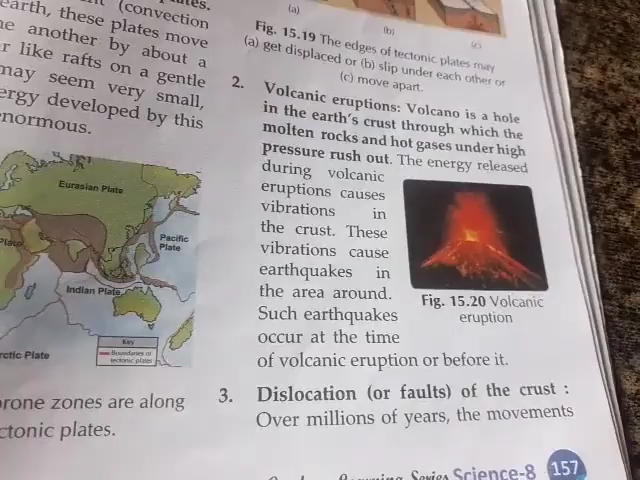 (convection
earth, these plates move
another by about a
like rafts on a gentle
may seem very small,
developed by this
Eurasian Plate
Pacific
Plate
Indian Plate
Key
Boundaries of
tectonic plates
Plate
zones are along
plates.
(a)
(b)
(c)
Fig. 15.19 The edges of tectonic plates may
(a) get displaced or (b) slip under each other or
(c) move apart.
2. Volcanic eruptions: Volcano is a hole
in the earth's crust through which the
molten rocks and hot gases under high
pressure rush out. The energy released
during volcanic
eruptions causes
vibrations in
the crust. These
vibrations cause
earthquakes in
the area around.
Such earthquakes
occur at the time
of volcanic eruption or before it.
Fig. 15.20 Volcanic
eruption
3. Dislocation (or faults) of the crust :
Over millions of years, the movements
Science-8 157